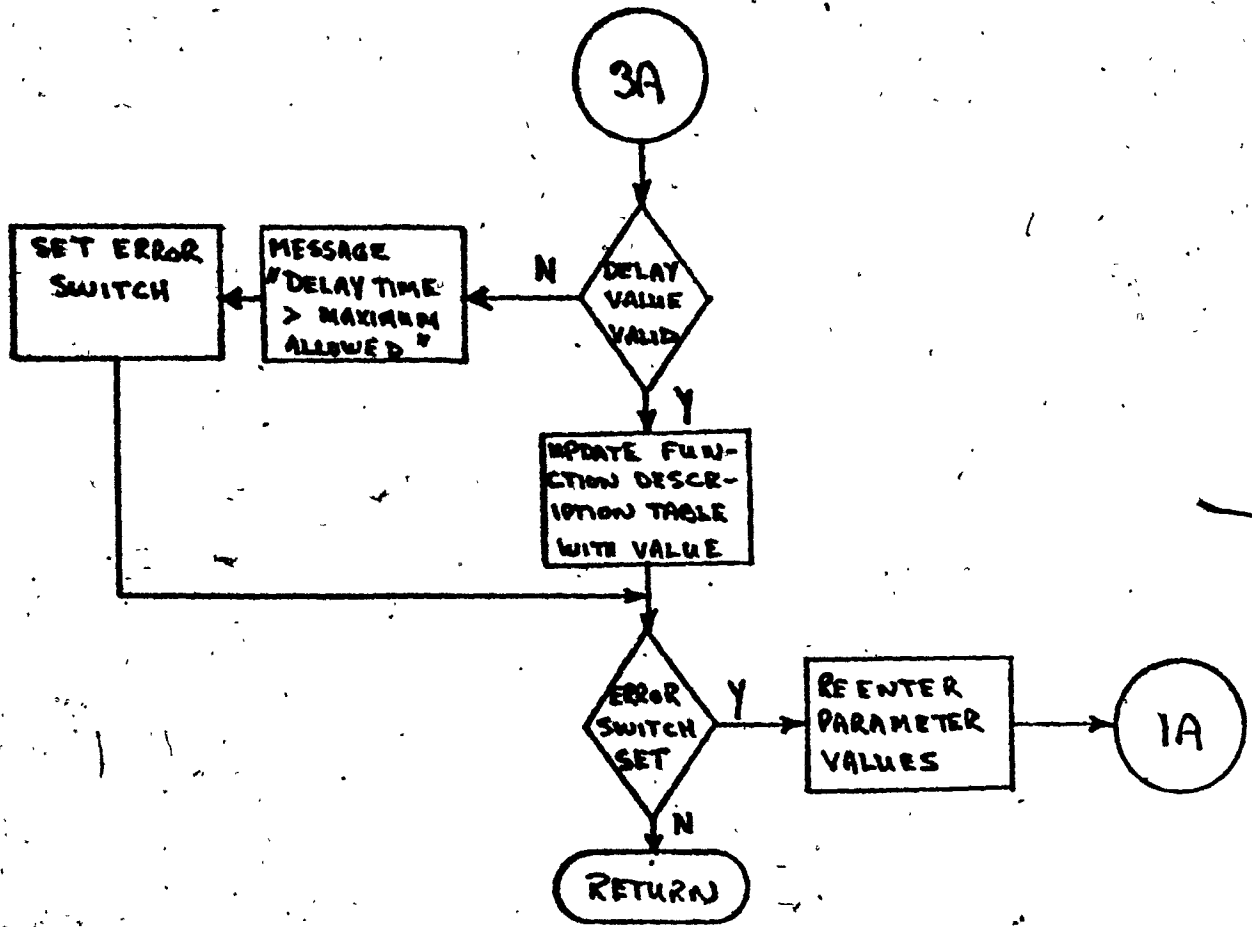 3A
SET ERROR
SWITCH
MESSAGE
"DELAY TIME
> MAXIMUM
ALLOWED"
N
DELAY
VALUE
VALID
Y
UPDATE FUN-
CTION DESCR-
IPTION TABLE
WITH VALUE
ERROR
SWITCH
SET
Y
REENTER
PARAMETER
VALUES
1A
N
RETURN